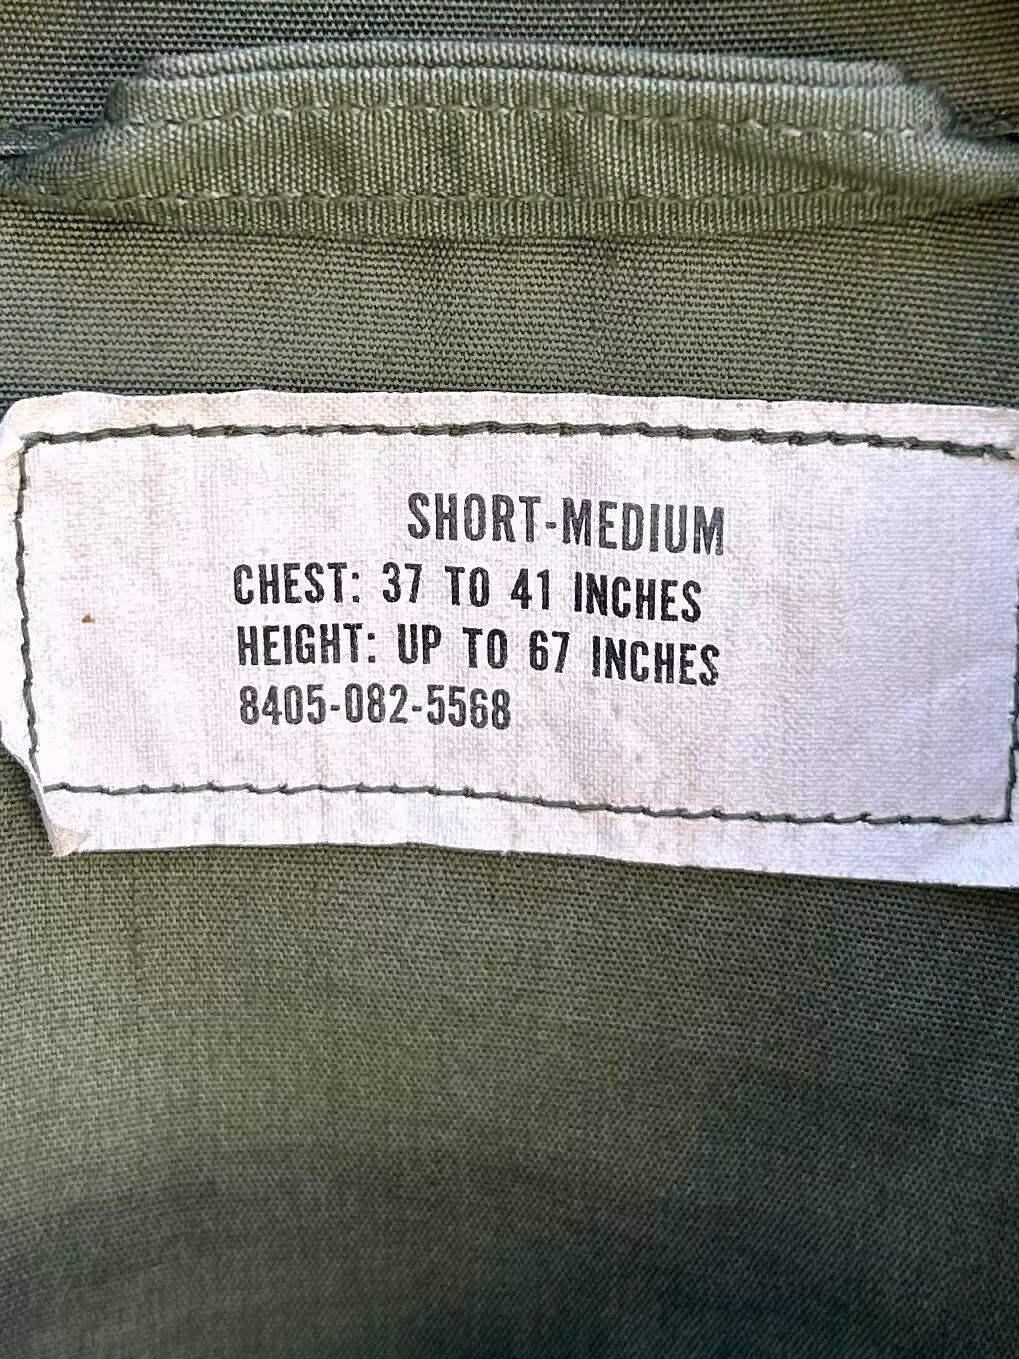 SHORT-MEDIUM
CHEST: 37 TO 41 INCHES
HEIGHT: UP TO 67 INCHES
8405-082-5568